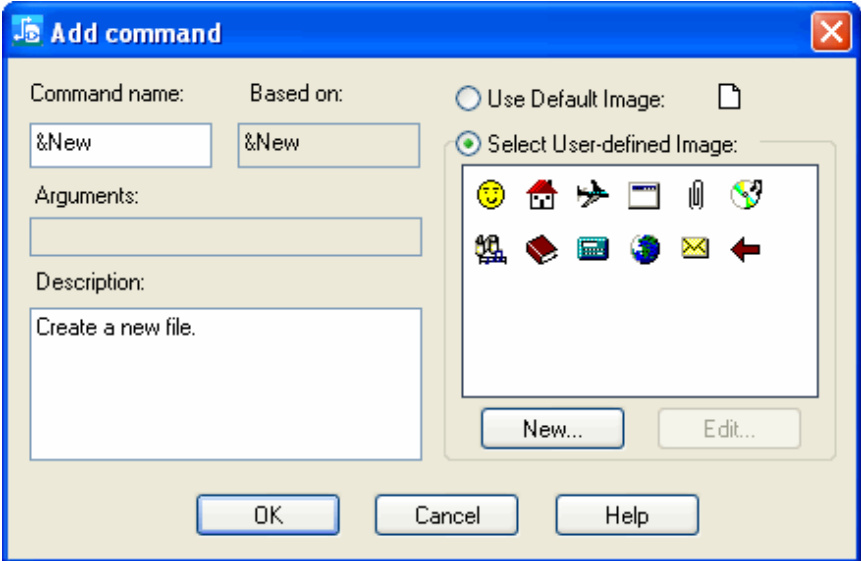 Add command
Command name:
Based on:
&New
&New
Arguments:
Description:
Create a new file.
Use Default Image:
Select User-defined Image:
New...
Edit...
OK
Cancel
Help